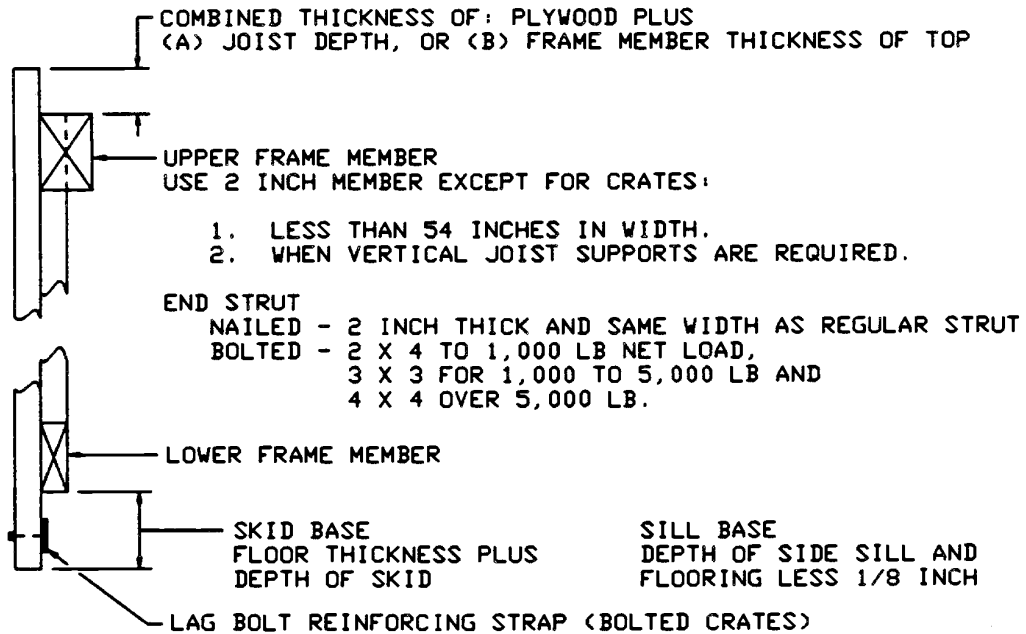 COMBINED THICKNESS OF: PLYWOOD PLUS
(A) JOIST DEPTH, OR (B) FRAME MEMBER THICKNESS OF TOP
UPPER FRAME MEMBER
USE 2 INCH MEMBER EXCEPT FOR CRATES:
1. LESS THAN 54 INCHES IN WIDTH.
2. WHEN VERTICAL JOIST SUPPORTS ARE REQUIRED.
END STRUT
NAILED - 2 INCH THICK AND SAME WIDTH AS REGULAR STRUT
BOLTED - 2 X 4 TO 1,000 LB NET LOAD,
3 X 3 FOR 1,000 TO 5,000 LB AND
4 X 4 OVER 5,000 LB.
LOWER FRAME MEMBER
SKID BASE
FLOOR THICKNESS PLUS
DEPTH OF SKID
SILL BASE
DEPTH OF SIDE SILL AND
FLOORING LESS 1/8 INCH
LAG BOLT REINFORCING STRAP (BOLTED CRATES)